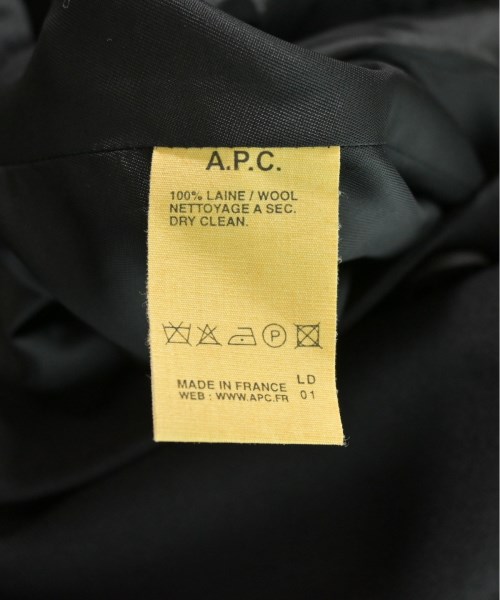 A.P.C.
100% LAINE / WOOL
NETTOYAGE A SEC.
DRY CLEAN.
P
MADE IN FRANCE LD
WEB : WWW.APC.FR 01